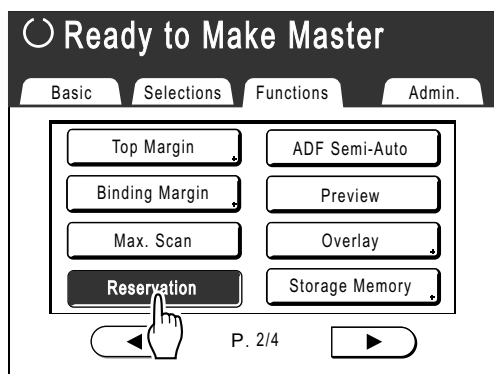 Ready to Make Master
Basic Selections Functions Admin.
Top Margin ADF Semi-Auto
Binding Margin Preview
Max. Scan Overlay
Reservation Storage Memory
P. 2/4